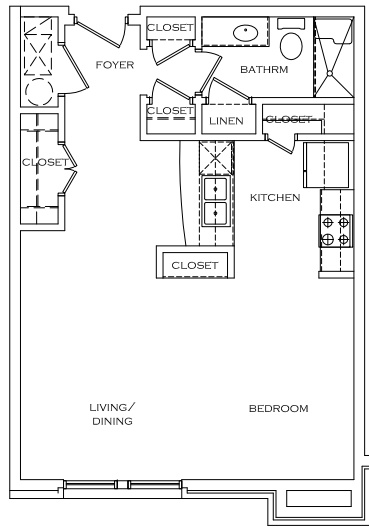 CLOSET
FOYER
BATHRM
CLOSET
LINEN
CLOSET
CLOSET
KITCHEN
CLOSET
LIVING/
DINING
BEDROOM